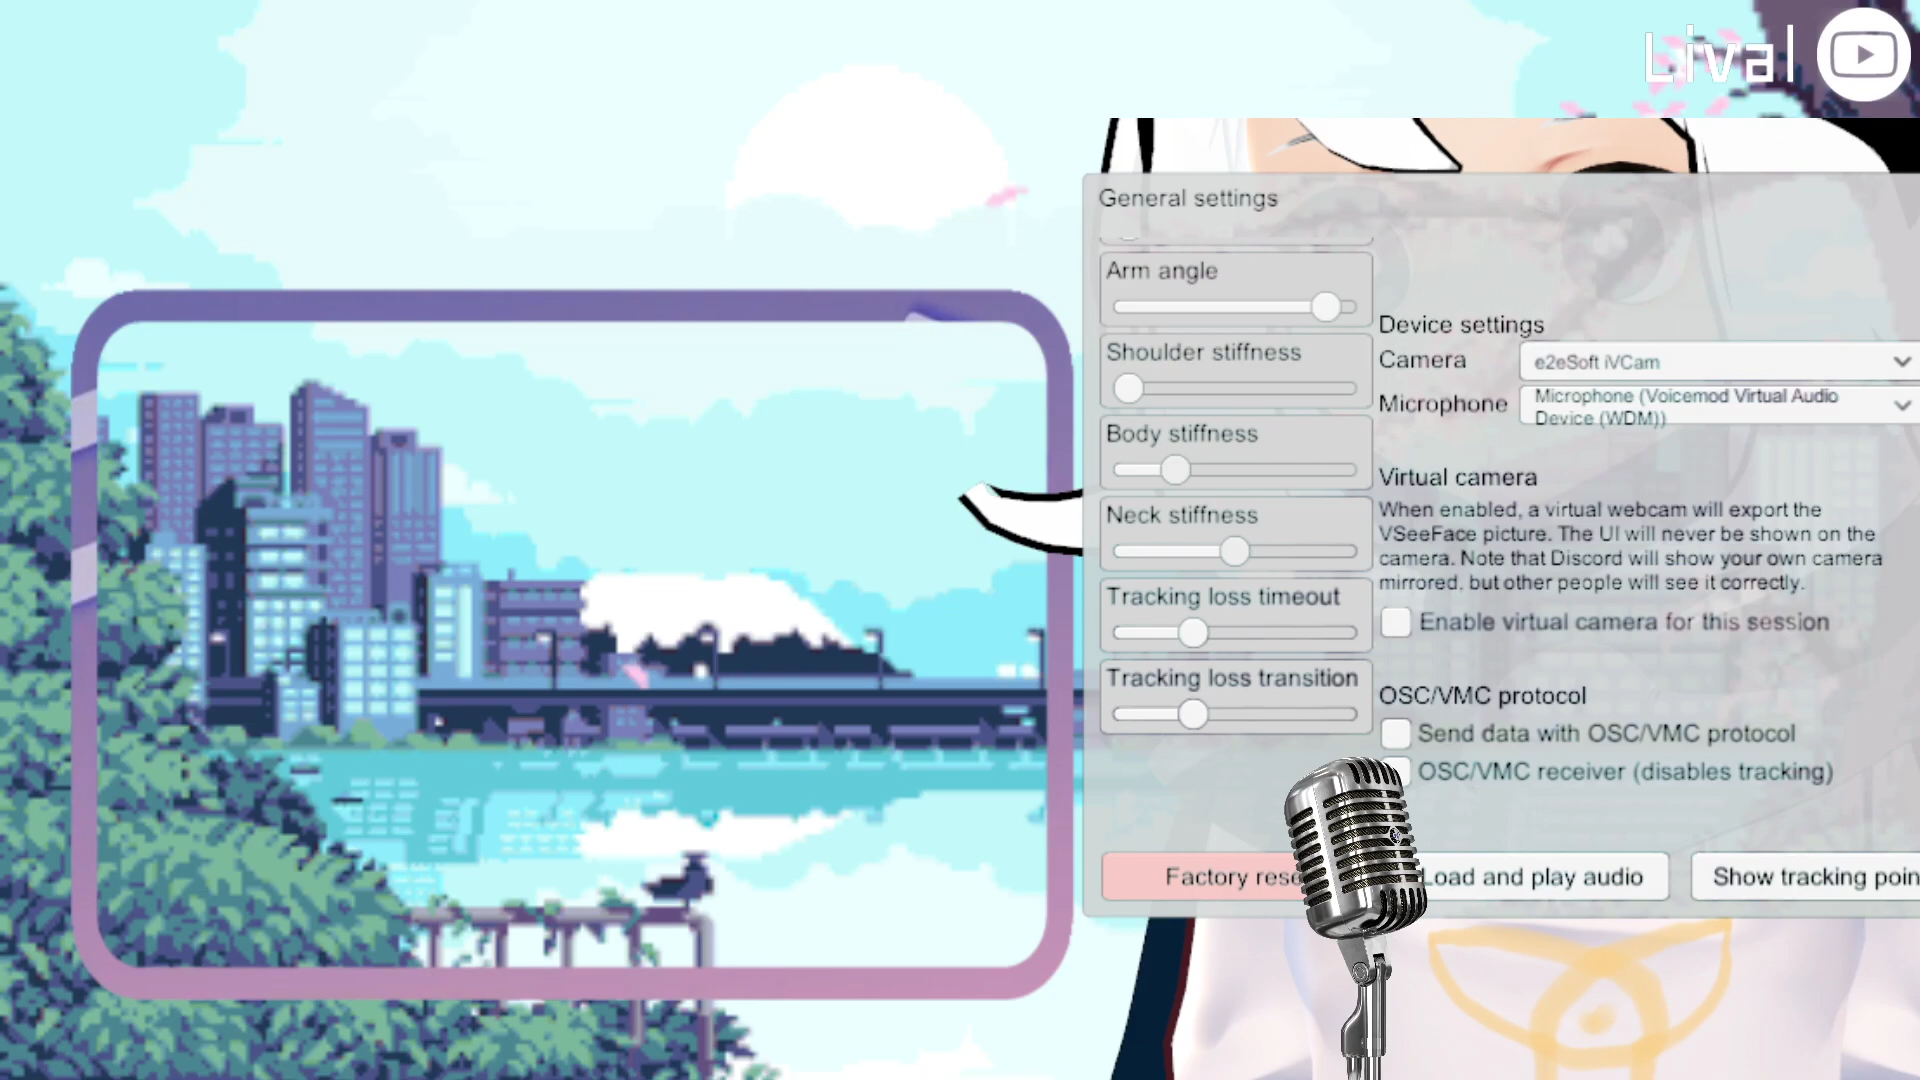 Lival
General settings
Arm angle
Shoulder stiffness
Body stiffness
Neck stiffness
Tracking loss timeout
Tracking loss transition
Device settings
Camera
e2eSoft iVCam
Microphone
Microphone (Voicemod Virtual Audio
Device (WDM))
Virtual camera
When enabled, a virtual webcam will export the
VSeeFace picture. The UI will never be shown on the
camera. Note that Discord will show your own camera
mirrored, but other people will see it correctly.
Enable virtual camera for this session
OSC/VMC protocol
Send data with OSC/VMC protocol
OSC/VMC receiver (disables tracking)
Factory rese
Load and play audio
Show tracking poin